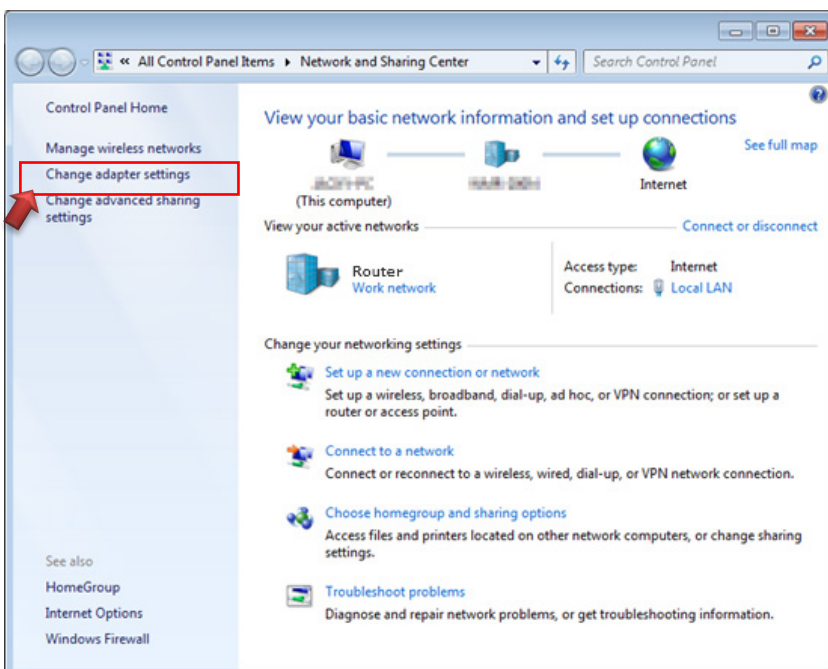 « All Control Panel Items ▸ Network and Sharing Center
Search Control Panel
Control Panel Home
Manage wireless networks
Change adapter settings
Change advanced sharing
settings
See also
HomeGroup
Internet Options
Windows Firewall
View your basic network information and set up connections
See full map
(This computer)
Internet
View your active networks
Connect or disconnect
Router
Work network
Access type: Internet
Connections: Local LAN
Change your networking settings
Set up a new connection or network
Set up a wireless, broadband, dial-up, ad hoc, or VPN connection; or set up a
router or access point.
Connect to a network
Connect or reconnect to a wireless, wired, dial-up, or VPN network connection.
Choose homegroup and sharing options
Access files and printers located on other network computers, or change sharing
settings.
Troubleshoot problems
Diagnose and repair network problems, or get troubleshooting information.